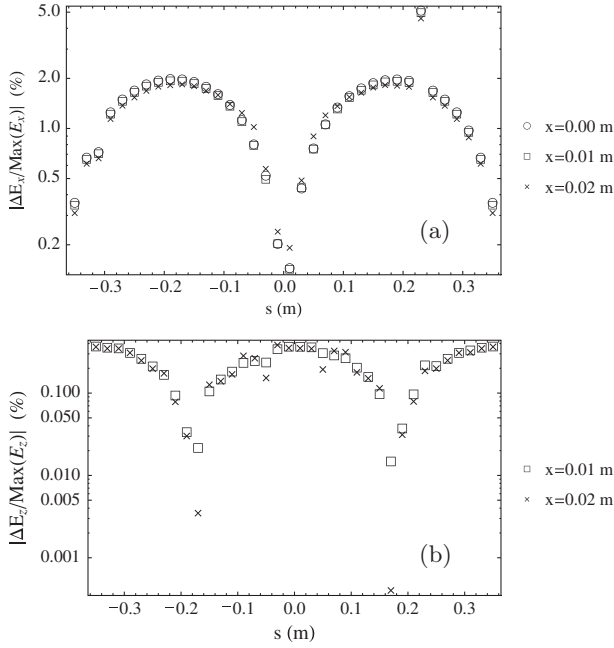 5.0
2.0
1.0
0.5
0.2
|ΔE_x/Max(E_x)| (%)
(a)
−0.3 −0.2 −0.1 0.0 0.1 0.2 0.3
s (m)
○ x=0.00 m
□ x=0.01 m
× x=0.02 m
0.100
0.050
0.010
0.005
0.001
|ΔE_z/Max(E_z)| (%)
(b)
−0.3 −0.2 −0.1 0.0 0.1 0.2 0.3
s (m)
□ x=0.01 m
× x=0.02 m